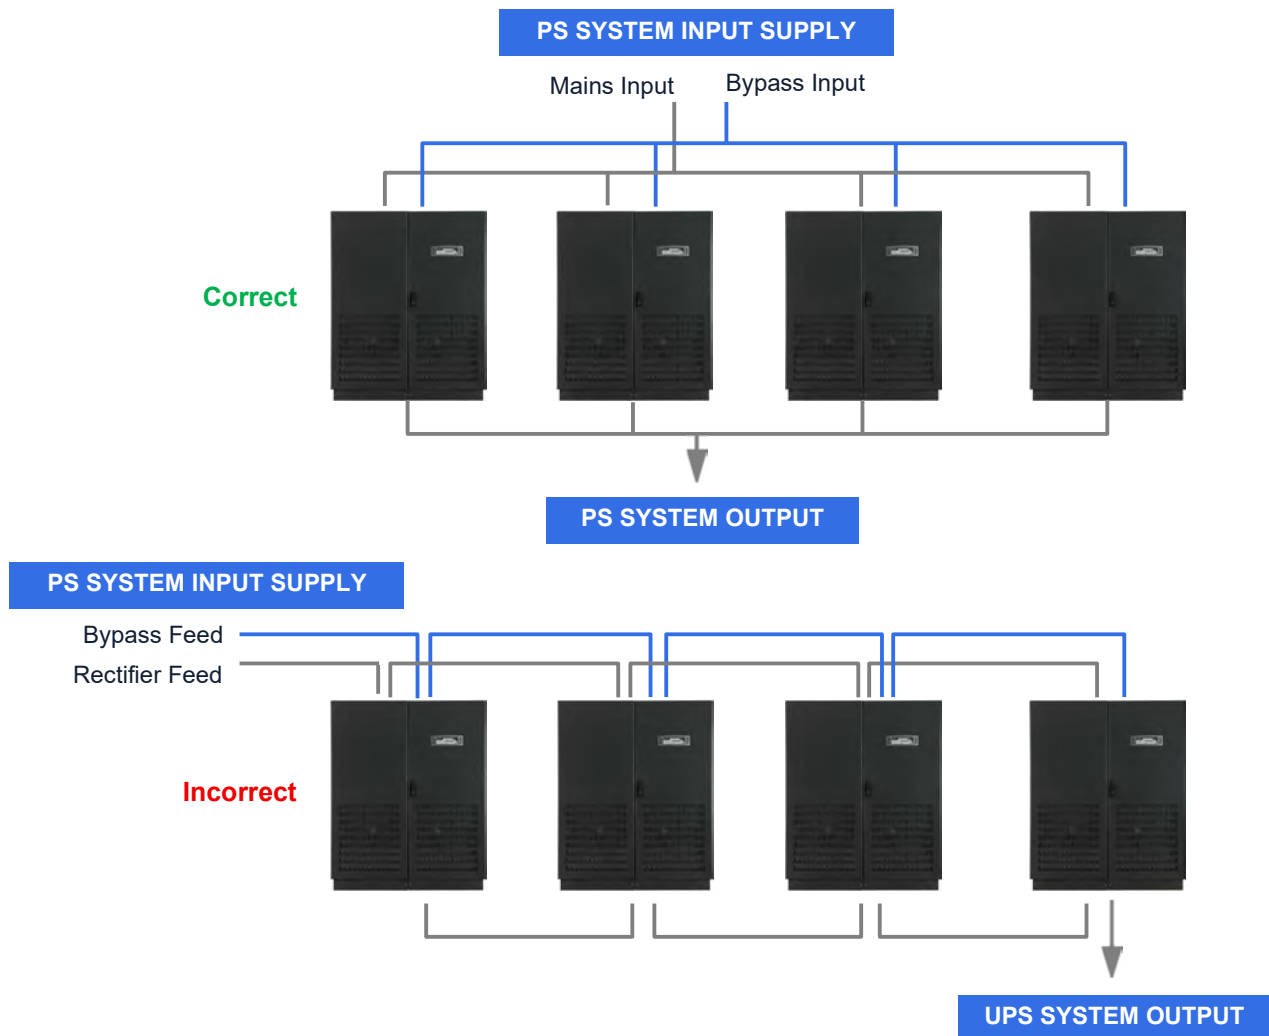 PS SYSTEM INPUT SUPPLY
Mains Input
Bypass Input
Correct
PS SYSTEM OUTPUT
PS SYSTEM INPUT SUPPLY
Bypass Feed
Rectifier Feed
Incorrect
UPS SYSTEM OUTPUT